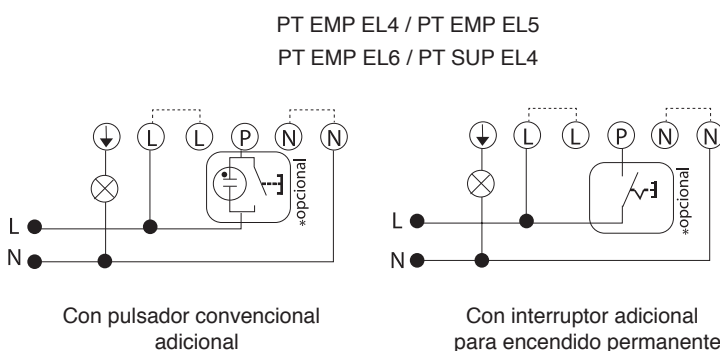 PT EMP EL4 / PT EMP EL5
PT EMP EL6 / PT SUP EL4
L L P N N
*opcional
L
N
Con pulsador convencional
adicional
L L P N N
*opcional
L
N
Con interruptor adicional
para encendido permanente